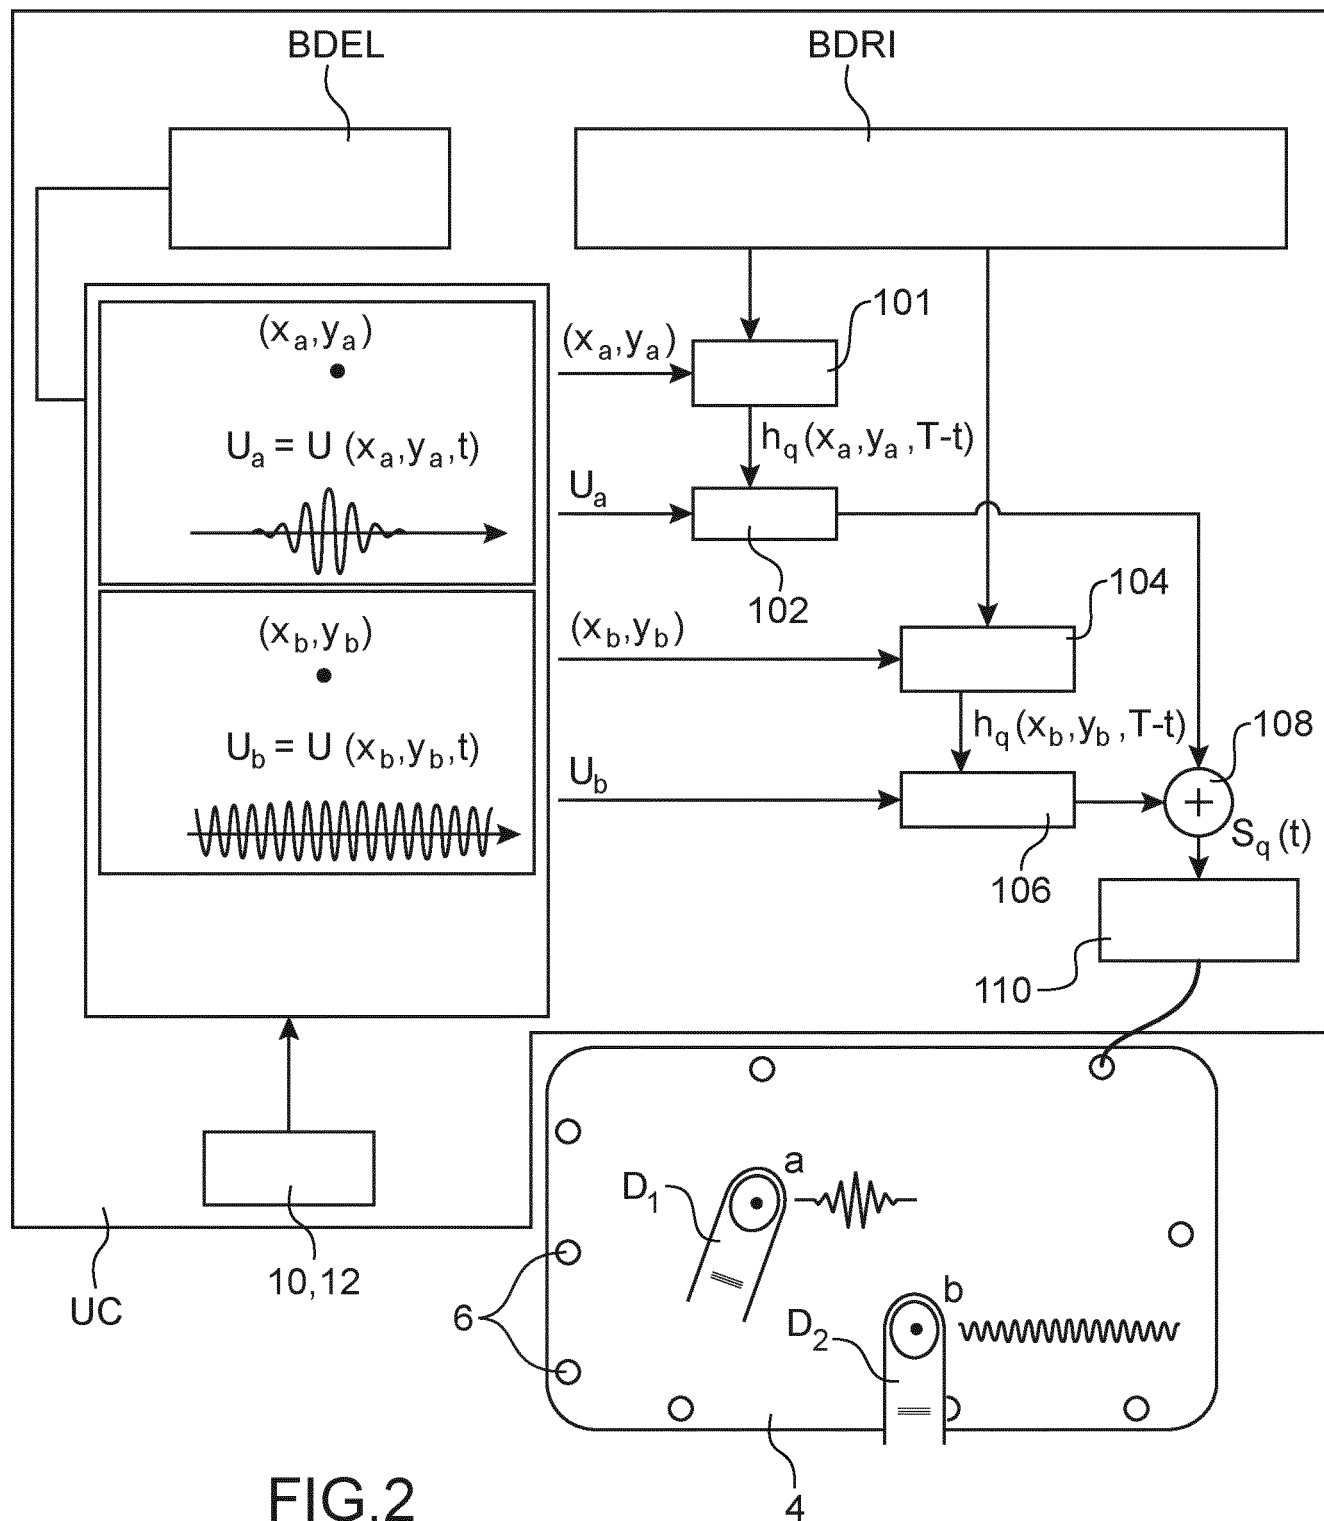 BDEL
BDRI
101
(xa,ya)
(xa,ya)
hq(xa,ya,T-t)
Ua = U (xa,ya,t)
Ua
102
104
(xb,yb)
(xb,yb)
hq(xb,yb,T-t)
108
Ub = U (xb,yb,t)
Ub
+
Sq(t)
106
110
a
D1
10,12
b
UC
6
D2
4
FIG.2